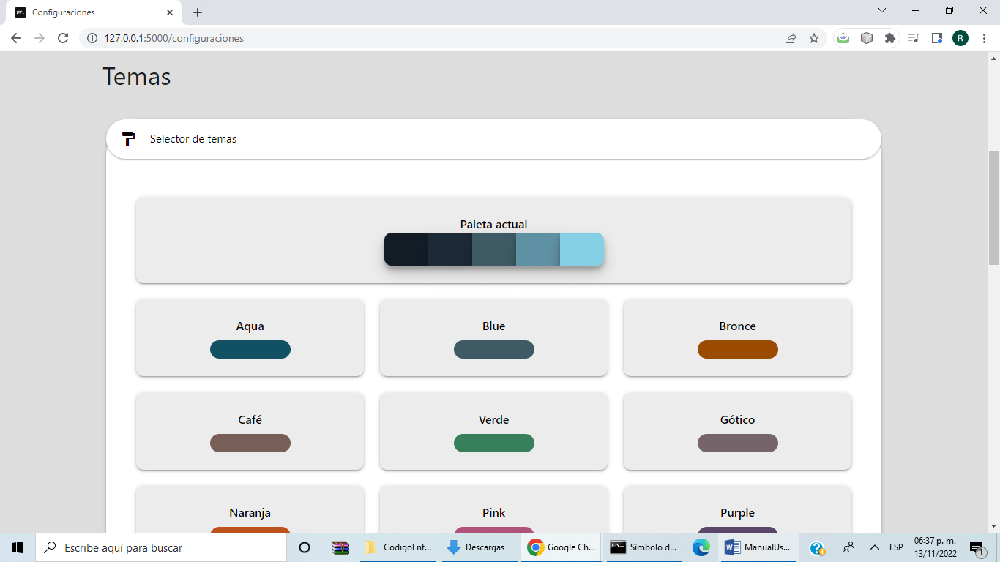 Configuraciones
127.0.0.1:5000/configuraciones
R
Temas
Selector de temas
Paleta actual
Aqua
Blue
Bronce
Café
Verde
Gótico
Naranja
Pink
Purple
Escribe aquí para buscar
CodigoEnt...
Descargas
Google Ch...
Símbolo d...
ManualUs...
ESP
06:37 p. m.
13/11/2022
1